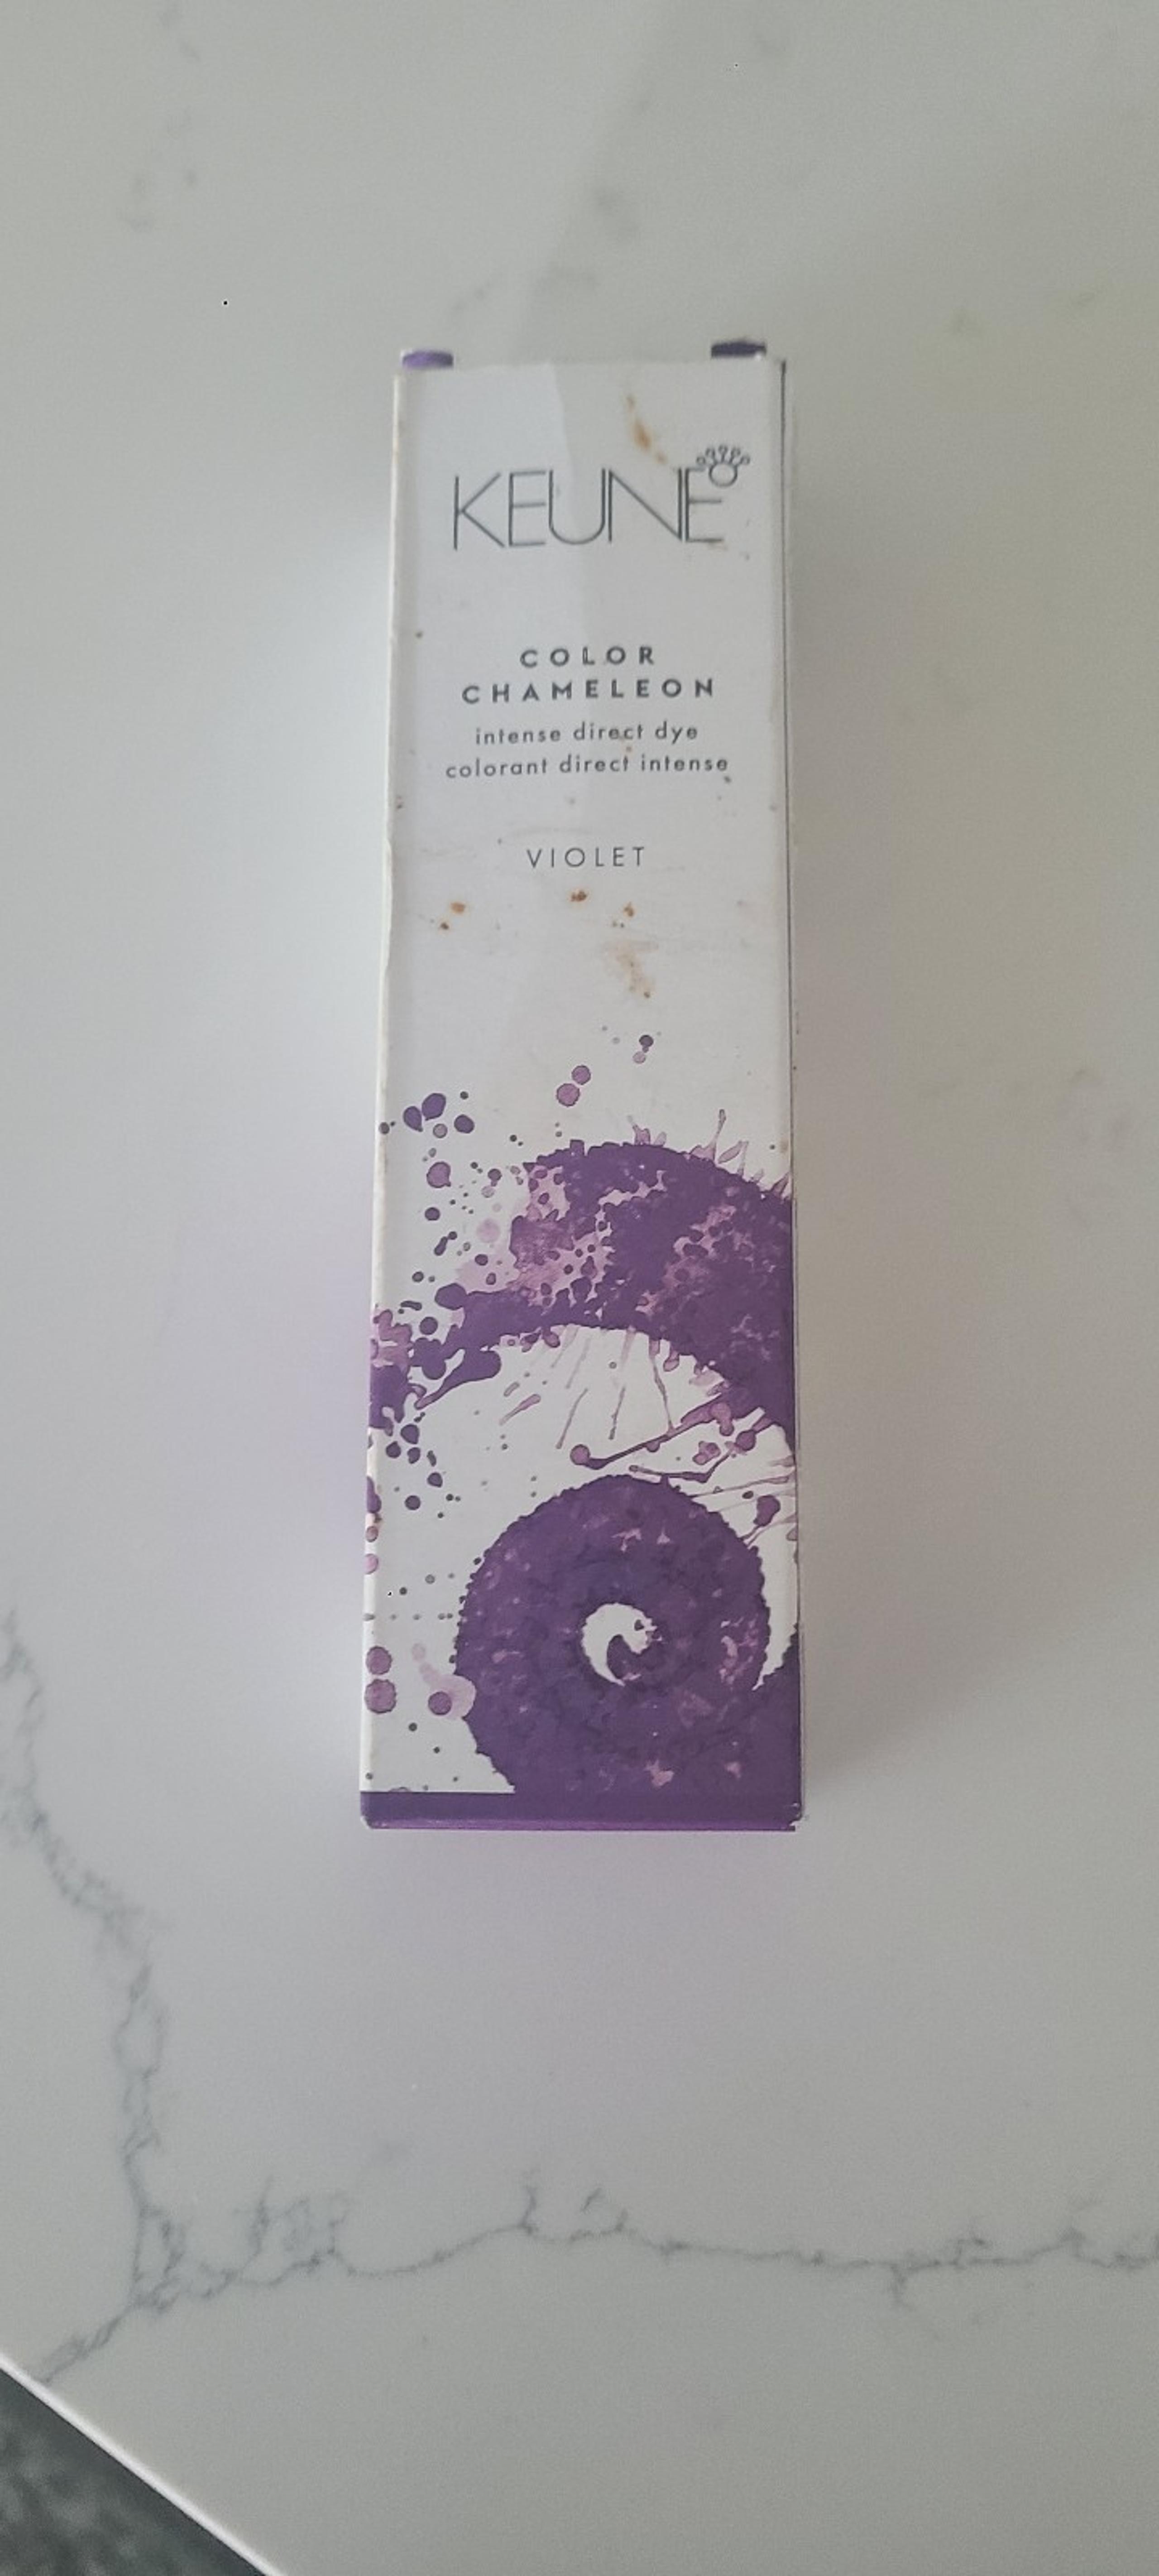 KEUNE
COLOR
CHAMELEON
intense direct dye
colorant direct intense
VIOLET